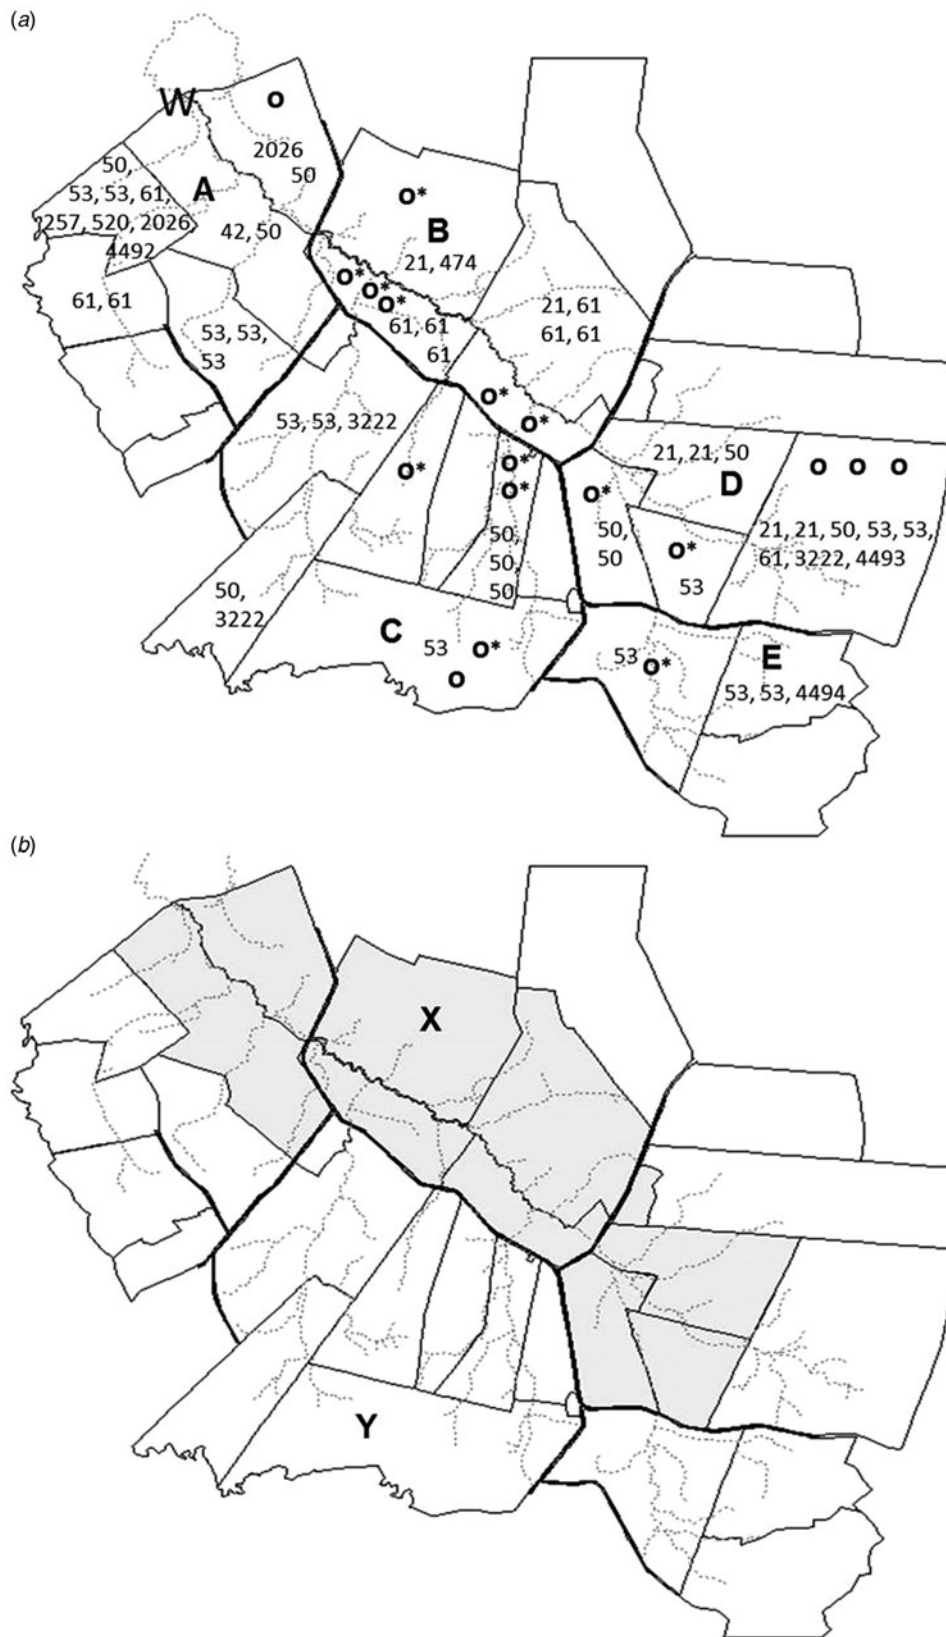 (a)
W
o
2026
50
50,
53, 53, 61,
257, 520, 2026
4492
A
42, 50
o*
B
21, 474
61, 61
53, 53,
53
o*
o*
o*
61, 61
61
21, 61
61, 61
53, 53, 3222
o*
o*
o*
o*
o*
50,
50,
50
21, 21, 50
D
o o o
o*
50,
50
o*
53
21, 21, 50, 53, 53,
61, 3222, 4493
50,
3222
C
53
o*
o
53
o*
E
53, 53, 4494
(b)
X
Y